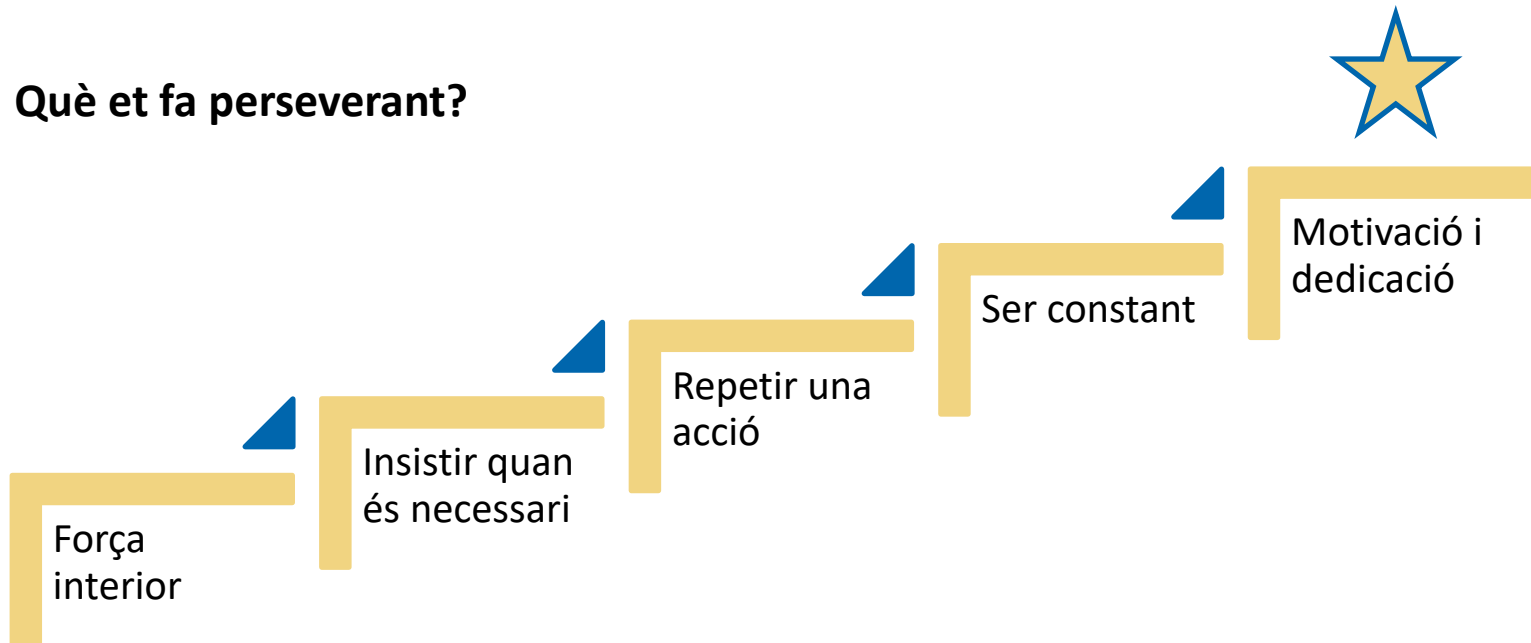 Què et fa perseverant?
Força
interior
Insistir quan
és necessari
Repetir una
acció
Ser constant
Motivació i
dedicació